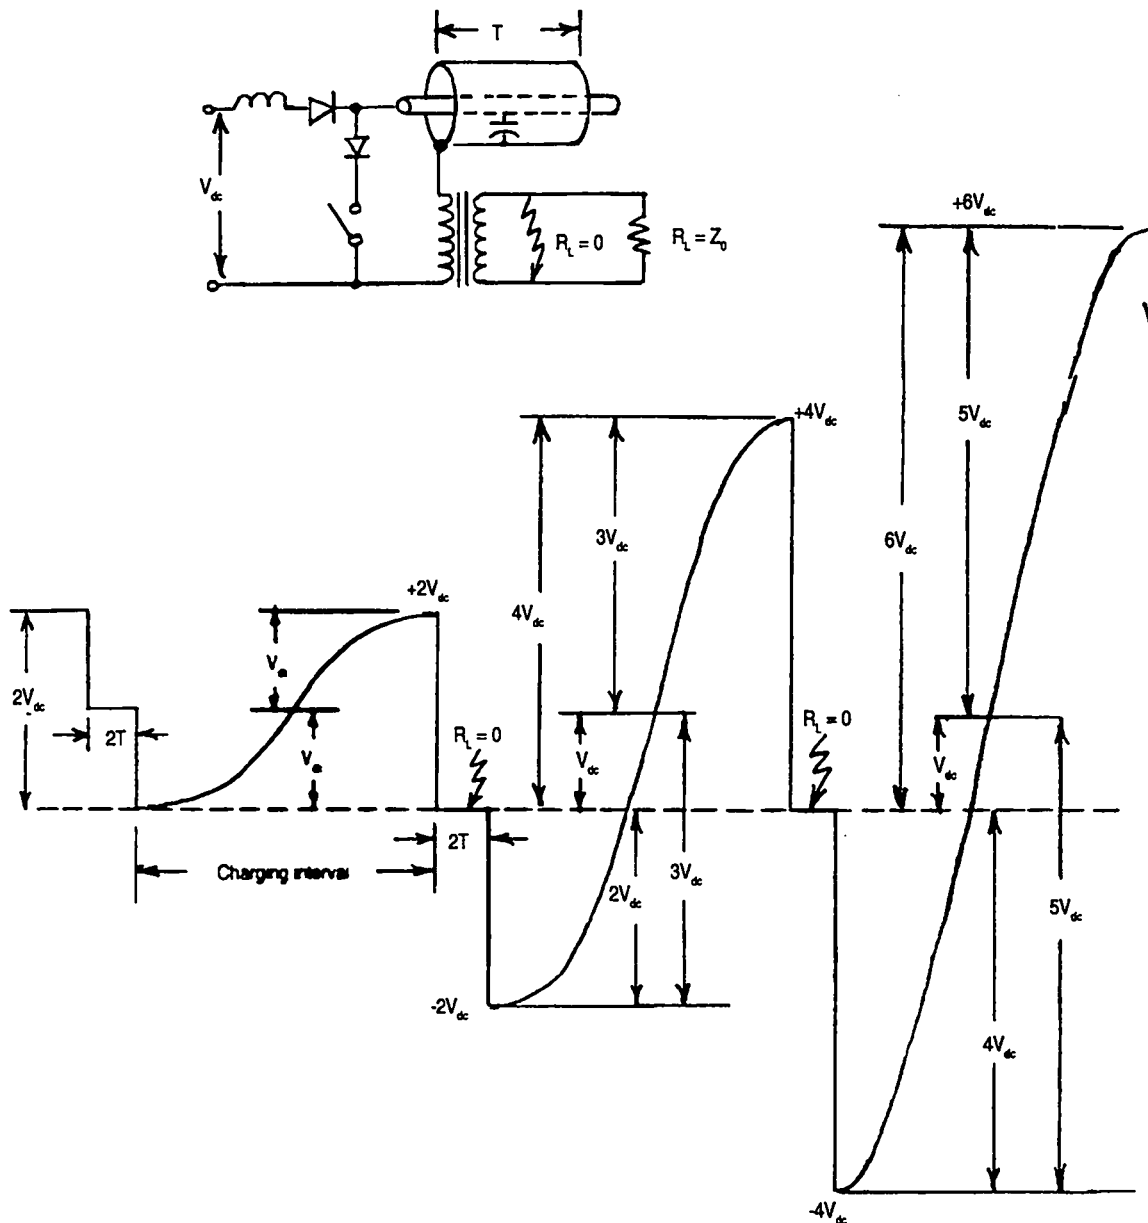 T
V_dc
R_L = 0
R_L = Z_0
+6V_dc
5V_dc
+4V_dc
3V_dc
6V_dc
4V_dc
+2V_dc
V_dc
2V_dc
R_L = 0
R_L = 0
V_dc
V_dc
2T
V_dc
2T
Charging interval
3V_dc
2V_dc
5V_dc
-2V_dc
4V_dc
-4V_dc